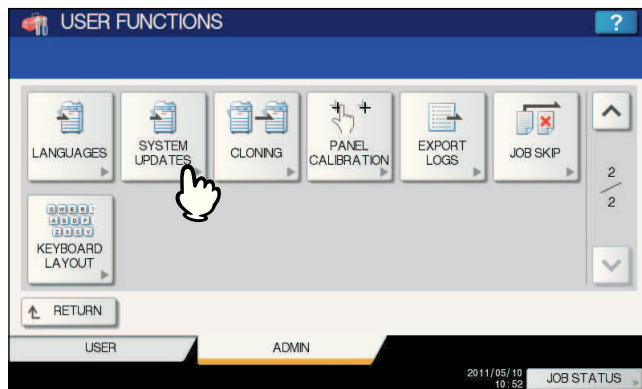 USER FUNCTIONS
?
LANGUAGES
SYSTEM
UPDATES
CLONING
PANEL
CALIBRATION
EXPORT
LOGS
JOB SKIP
2
2
Q W E R T
A S D F
Z X C V
KEYBOARD
LAYOUT
RETURN
USER
ADMIN
2011/05/10
10:52
JOB STATUS